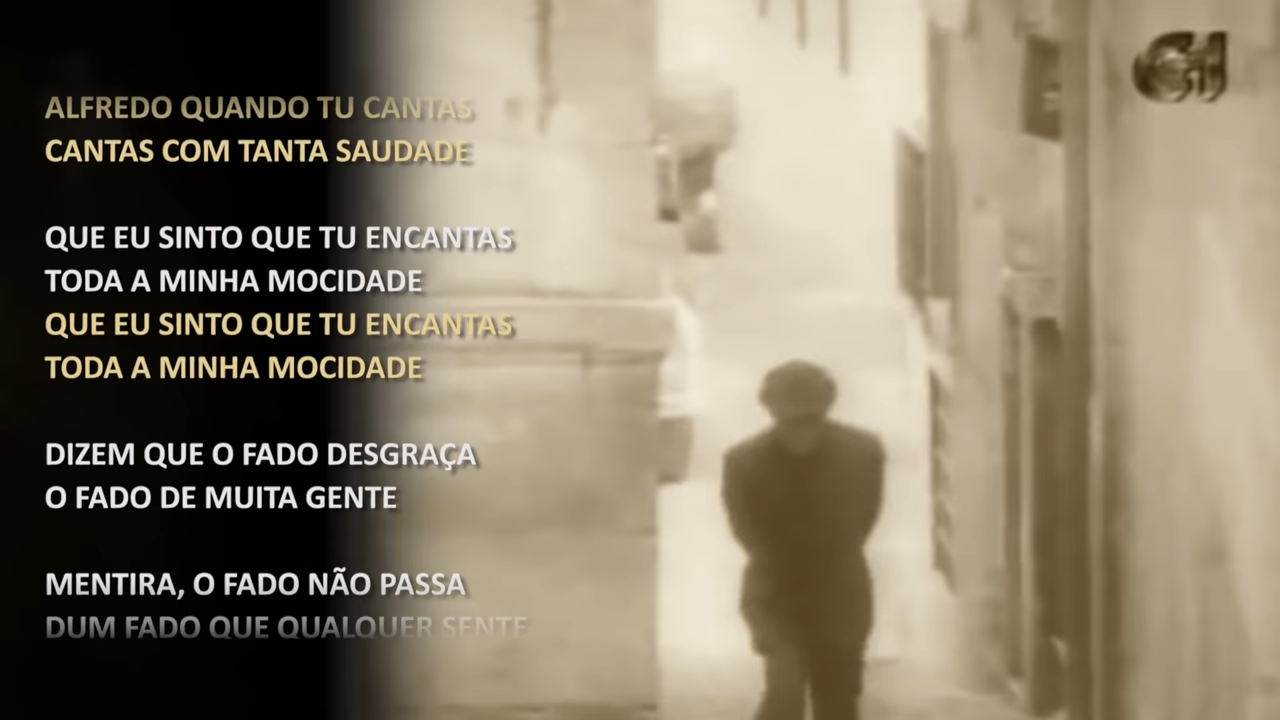 ALFREDO QUANDO TU CANTAS
CANTAS COM TANTA SAUDADE
QUE EU SINTO QUE TU ENCANTAS
TODA A MINHA MOCIDADE
QUE EU SINTO QUE TU ENCANTAS
TODA A MINHA MOCIDADE
DIZEM QUE O FADO DESGRAÇA
O FADO DE MUITA GENTE
MENTIRA, O FADO NÃO PASSA
DUM FADO QUE QUALQUER SENTE